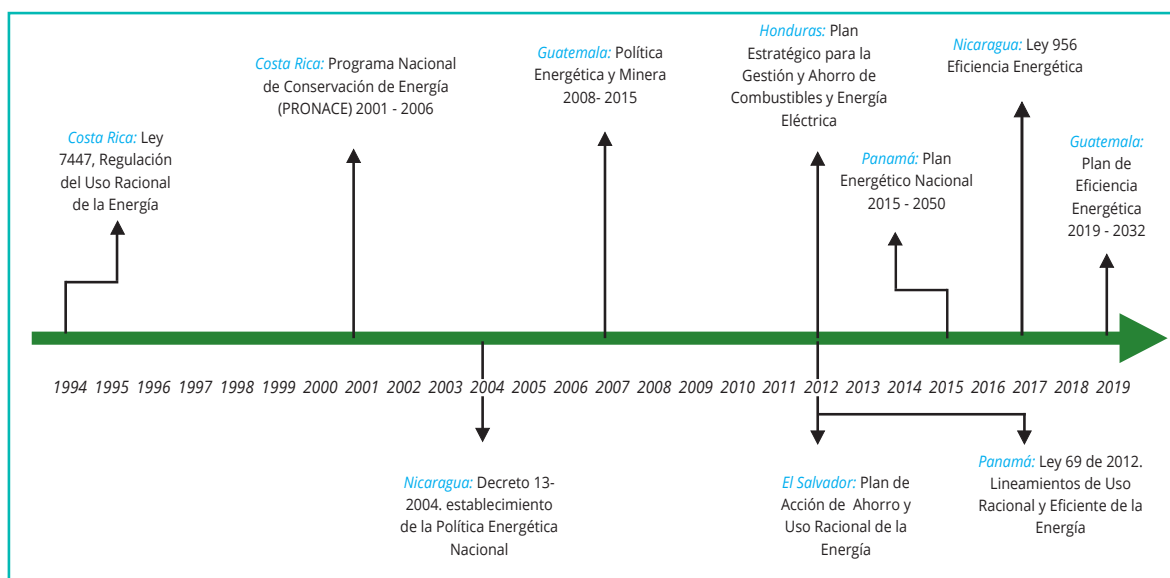 Costa Rica: Ley
7447, Regulación
del Uso Racional
de la Energía
Costa Rica: Programa Nacional
de Conservación de Energía
(PRONACE) 2001 - 2006
Guatemala: Política
Energética y Minera
2008- 2015
Honduras: Plan
Estratégico para la
Gestión y Ahorro de
Combustibles y Energía
Eléctrica
Panamá: Plan
Energético Nacional
2015 - 2050
Nicaragua: Ley 956
Eficiencia Energética
Guatemala:
Plan de
Eficiencia
Energética
2019 - 2032
1994 1995 1996 1997 1998 1999 2000 2001 2002 2003 2004 2005 2006 2007 2008 2009 2010 2011 2012 2013 2014 2015 2016 2017 2018 2019
Nicaragua: Decreto 13-
2004. establecimiento
de la Política Energética
Nacional
El Salvador: Plan de
Acción de Ahorro y
Uso Racional de la
Energía
Panamá: Ley 69 de 2012.
Lineamientos de Uso
Racional y Eficiente de la
Energía